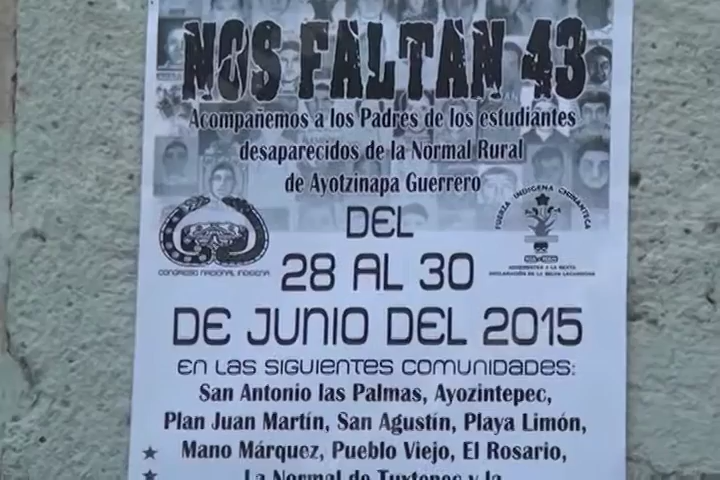 NOS FALTAN 43
Acompañemos a los Padres de los estudiantes
desaparecidos de la Normal Rural
de Ayotzinapa Guerrero
CONGRESO NACIONAL INDIGENA
FUERZA INDIGENA CHINANTECA
ADHERENTES A LA SEXTA
DECLARACIÓN DE LA SELVA LACANDONA
DEL
28 AL 30
DE JUNIO DEL 2015
EN LAS SIGUIENTES COMUNIDADES:
San Antonio las Palmas, Ayozintepec,
Plan Juan Martín, San Agustín, Playa Limón,
Mano Márquez, Pueblo Viejo, El Rosario,
La Normal de Tuxtepec y la